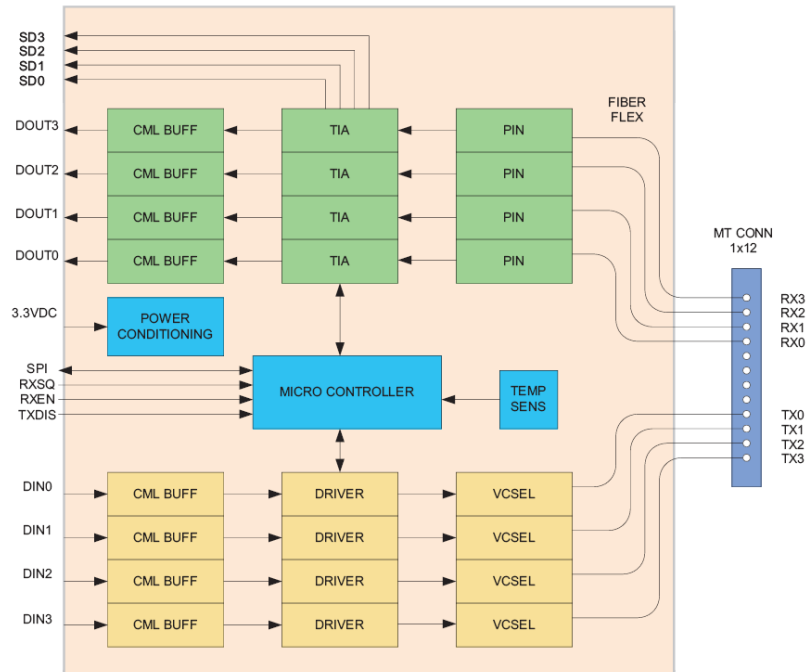 SD3
SD2
SD1
SD0
FIBER
FLEX
DOUT3
CML BUFF
TIA
PIN
DOUT2
CML BUFF
TIA
PIN
DOUT1
CML BUFF
TIA
PIN
DOUT0
CML BUFF
TIA
PIN
MT CONN
1x12
RX3
RX2
RX1
RX0
3.3VDC
POWER
CONDITIONING
SPI
RXSQ
RXEN
TXDIS
MICRO CONTROLLER
TEMP
SENS
TX0
TX1
TX2
TX3
DIN0
CML BUFF
DRIVER
VCSEL
DIN1
CML BUFF
DRIVER
VCSEL
DIN2
CML BUFF
DRIVER
VCSEL
DIN3
CML BUFF
DRIVER
VCSEL